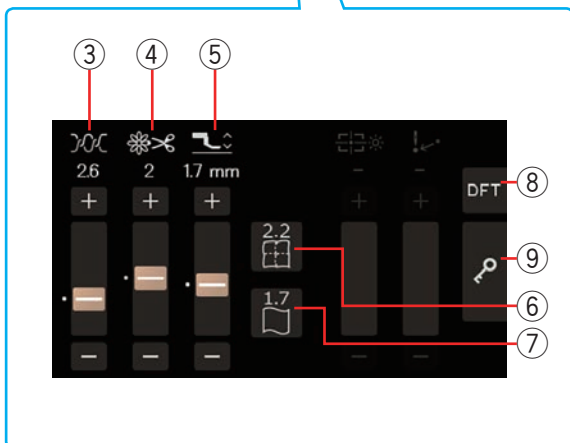 ③ ④ ⑤
2.6 2 1.7 mm - -
+ + + + +
DFT ⑧
2.2
⑨
1.7
⑥
⑦
- - - - -